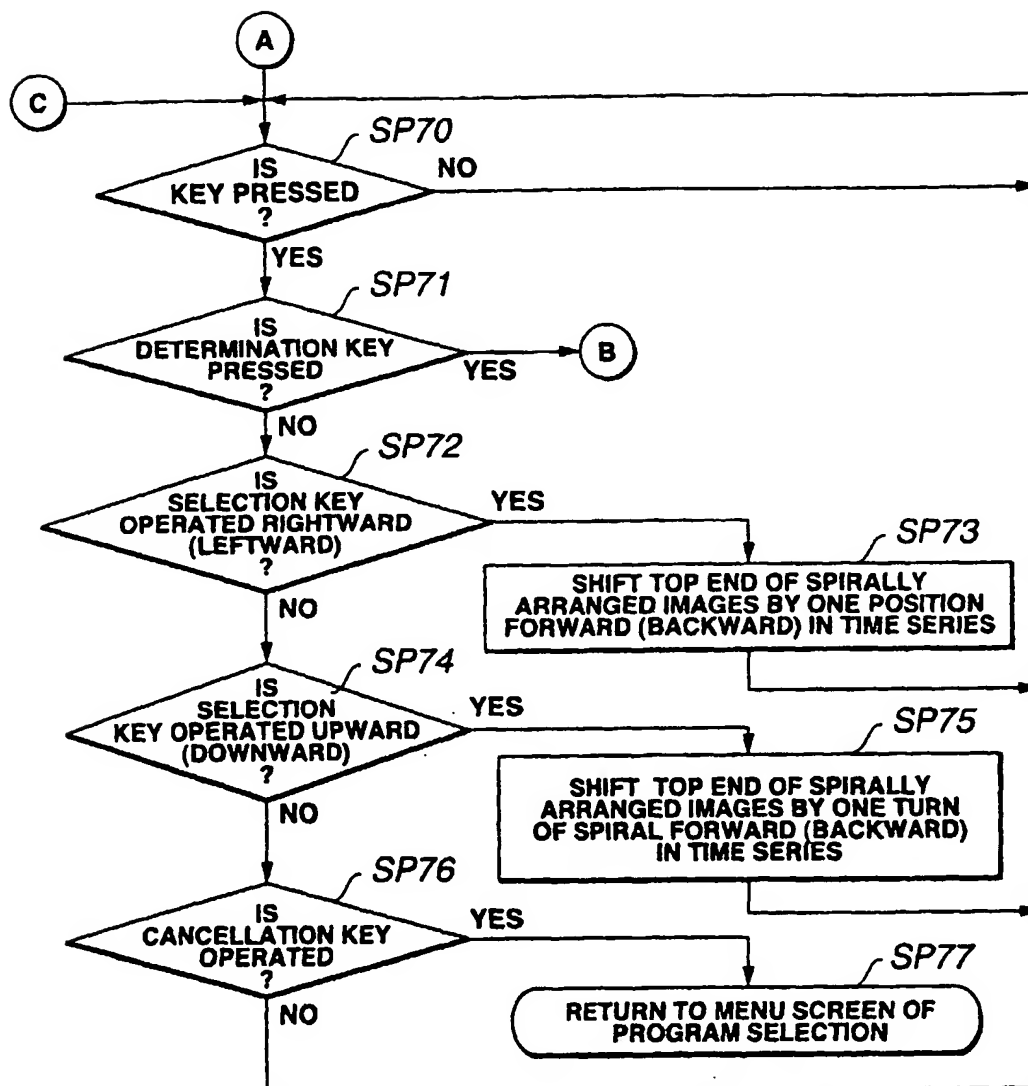 A
C
SP70
IS
KEY PRESSED
?
NO
YES
SP71
IS
DETERMINATION KEY
PRESSED
?
YES
B
NO
SP72
IS
SELECTION KEY
OPERATED RIGHTWARD
(LEFTWARD)
?
YES
NO
SP73
SHIFT TOP END OF SPIRALLY
ARRANGED IMAGES BY ONE POSITION
FORWARD (BACKWARD) IN TIME SERIES
SP74
IS
SELECTION
KEY OPERATED UPWARD
(DOWNWARD)
?
YES
NO
SP75
SHIFT TOP END OF SPIRALLY
ARRANGED IMAGES BY ONE TURN
OF SPIRAL FORWARD (BACKWARD)
IN TIME SERIES
SP76
IS
CANCELLATION KEY
OPERATED
?
YES
NO
SP77
RETURN TO MENU SCREEN OF
PROGRAM SELECTION